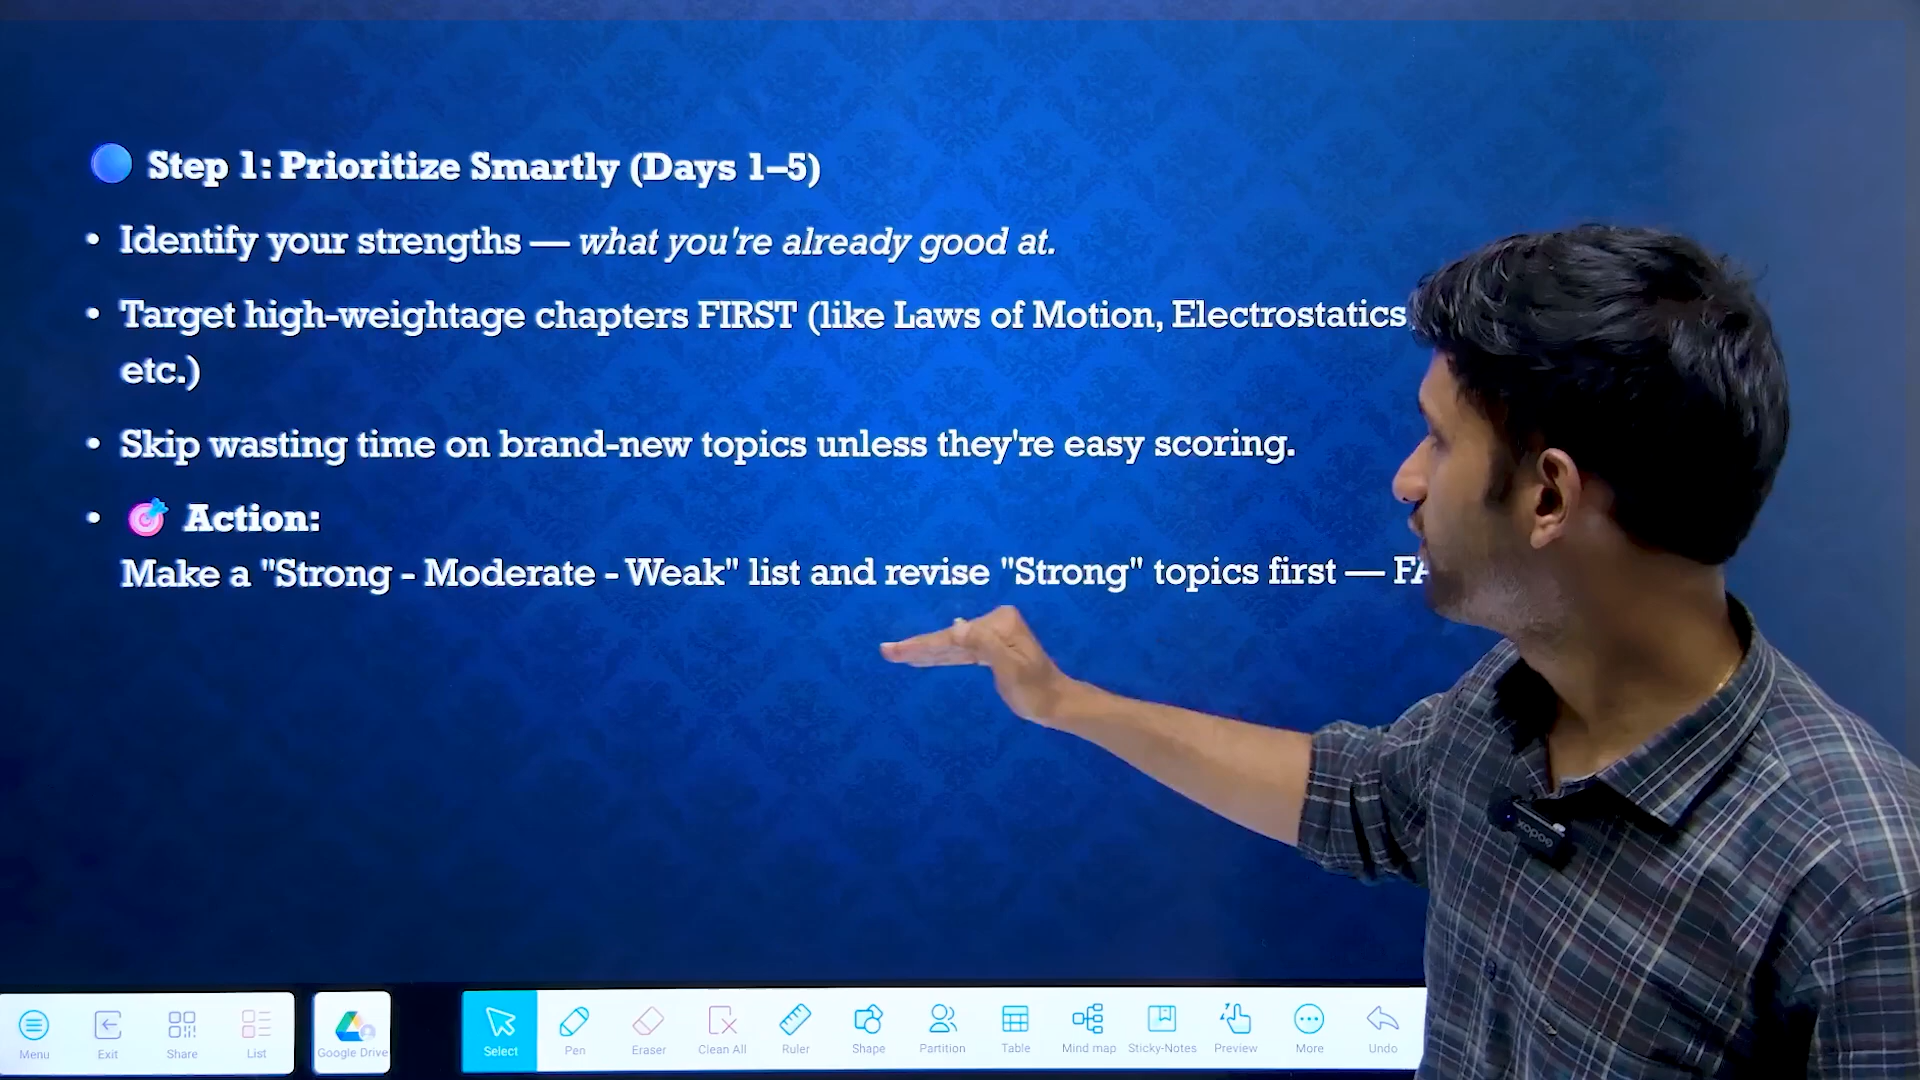 Step 1: Prioritize Smartly (Days 1–5)
• Identify your strengths — what you're already good at.
• Target high-weightage chapters FIRST (like Laws of Motion, Electrostatics
etc.)
• Skip wasting time on brand-new topics unless they're easy scoring.
• Action:
Make a "Strong - Moderate - Weak" list and revise "Strong" topics first —
Godox
Menu
Exit
Share
List
Google Drive
Select
Pen
Eraser
Clean All
Ruler
Shape
Partition
Table
Mind map
Sticky-Notes
Preview
More
Undo